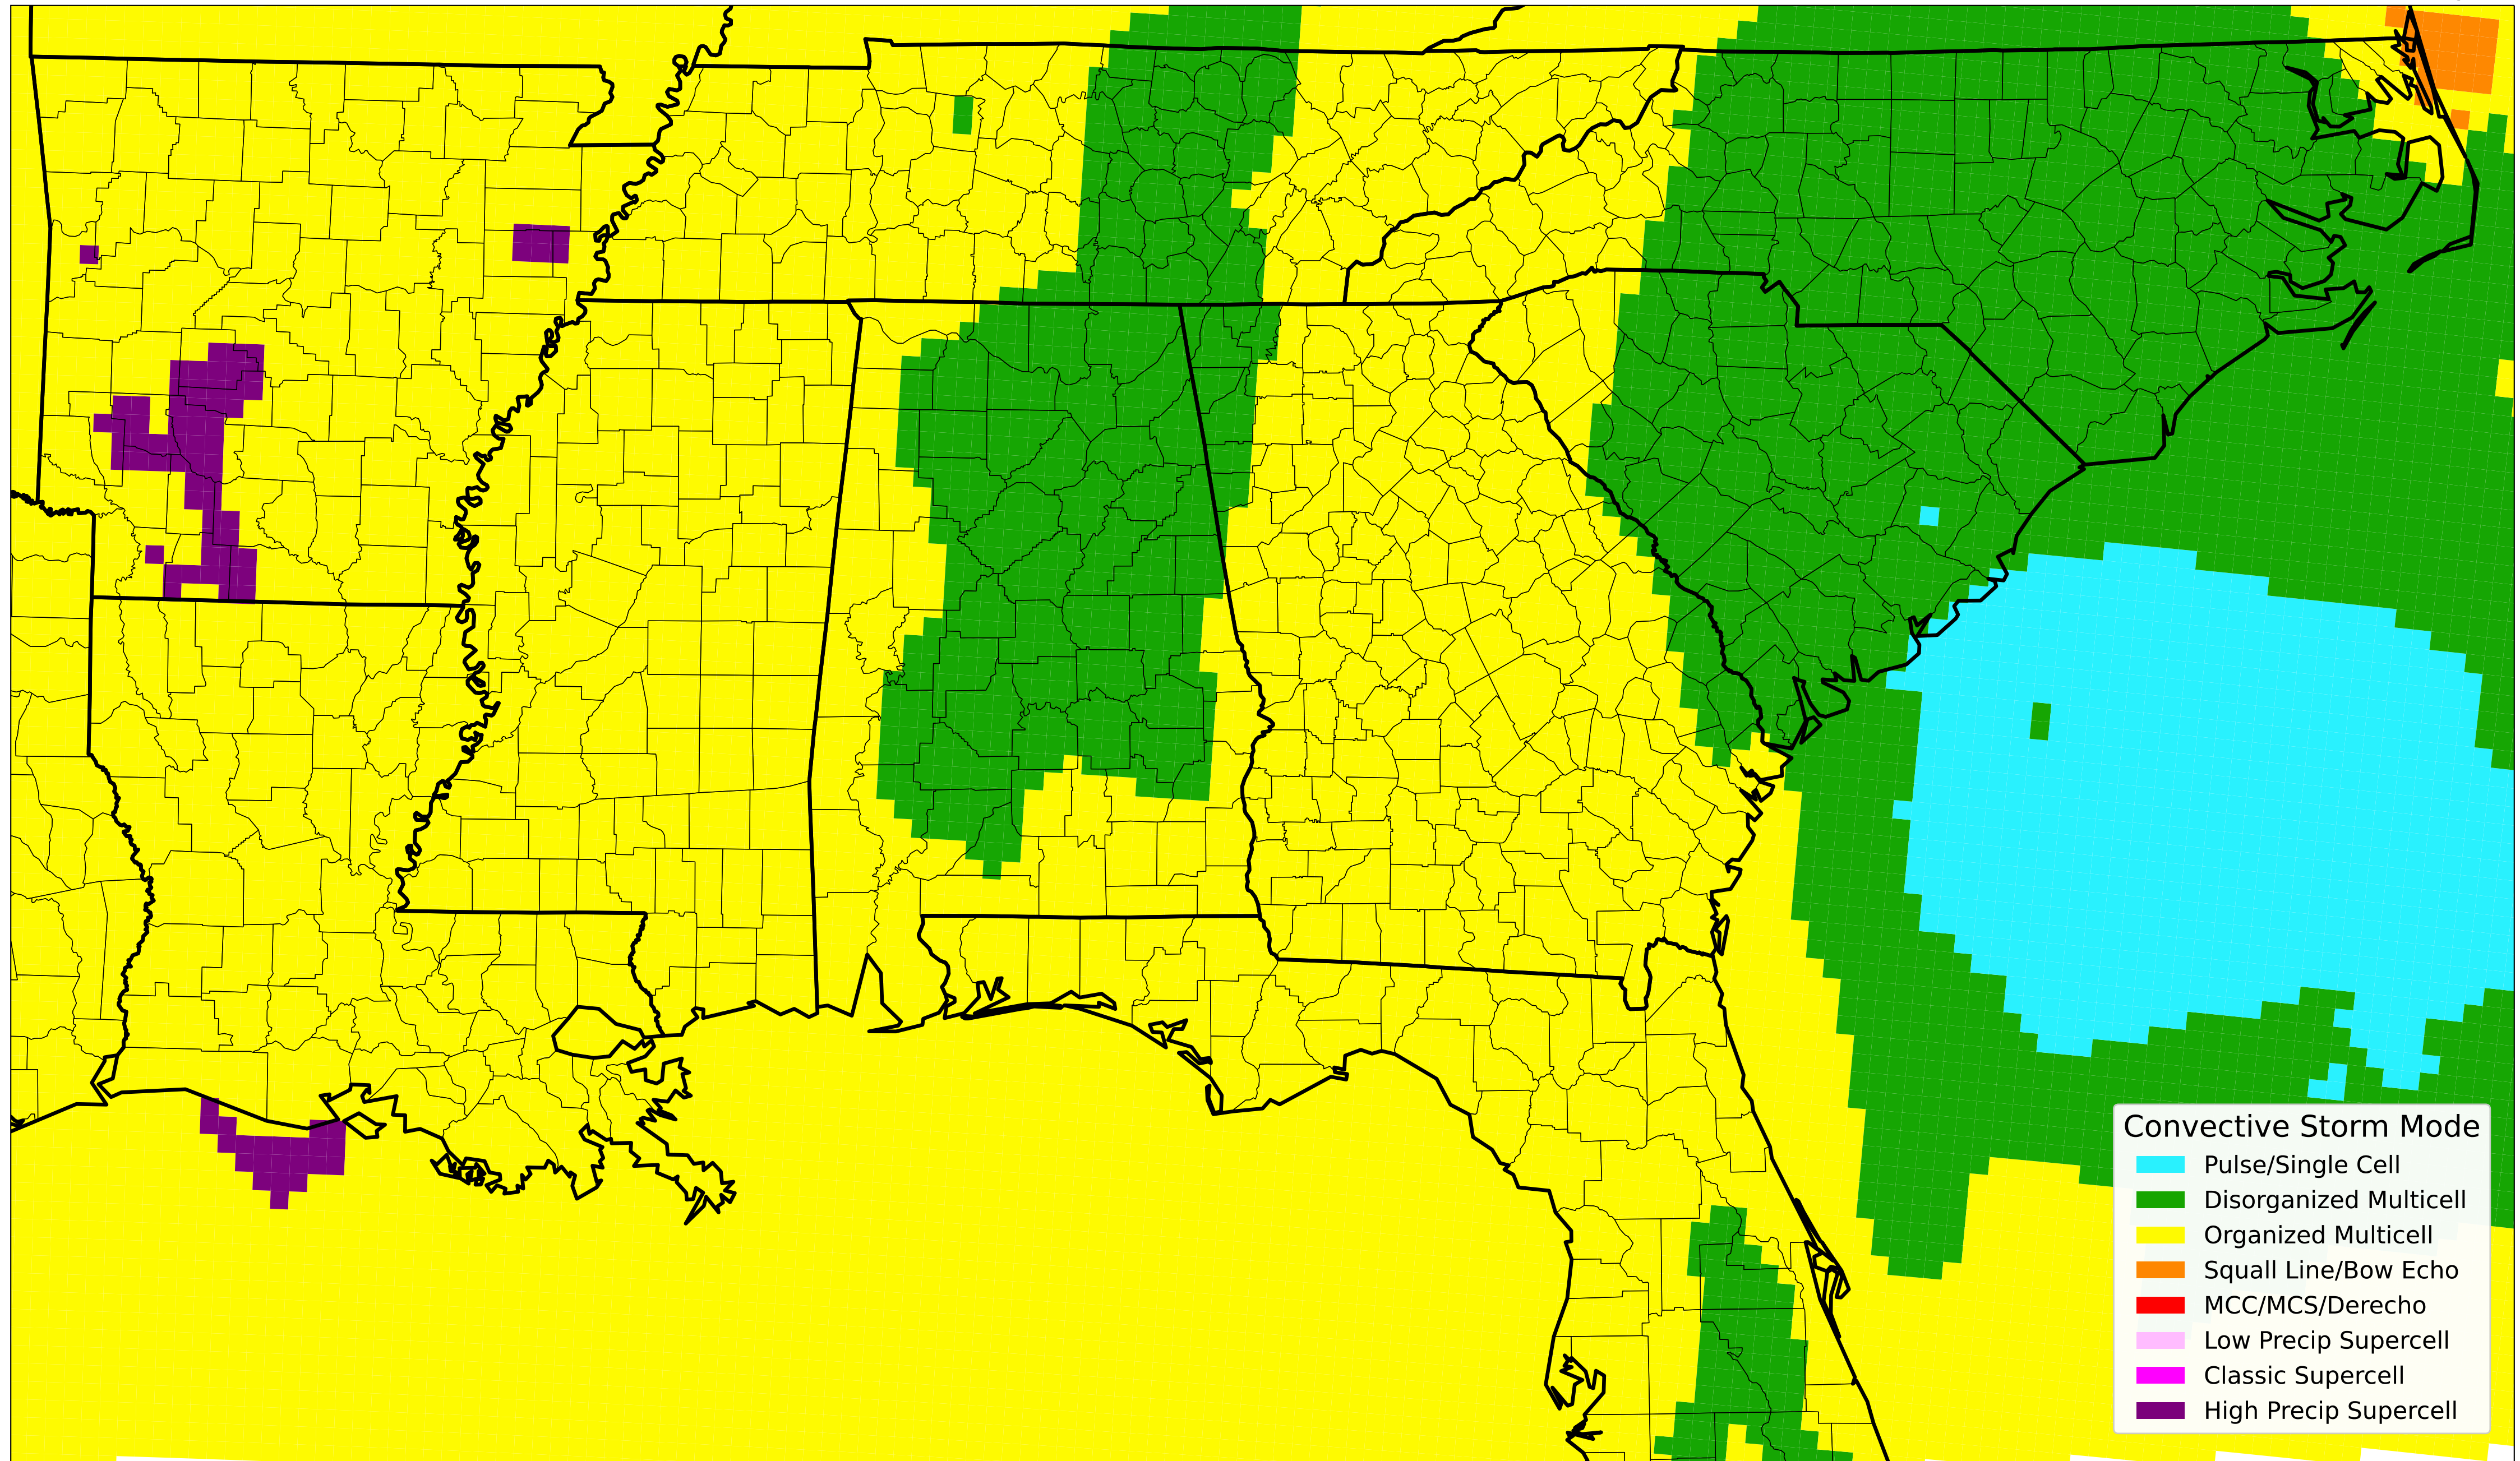 Convective Storm Mode
Pulse/Single Cell
Disorganized Multicell
Organized Multicell
Squall Line/Bow Echo
MCC/MCS/Derecho
Low Precip Supercell
Classic Supercell
High Precip Supercell